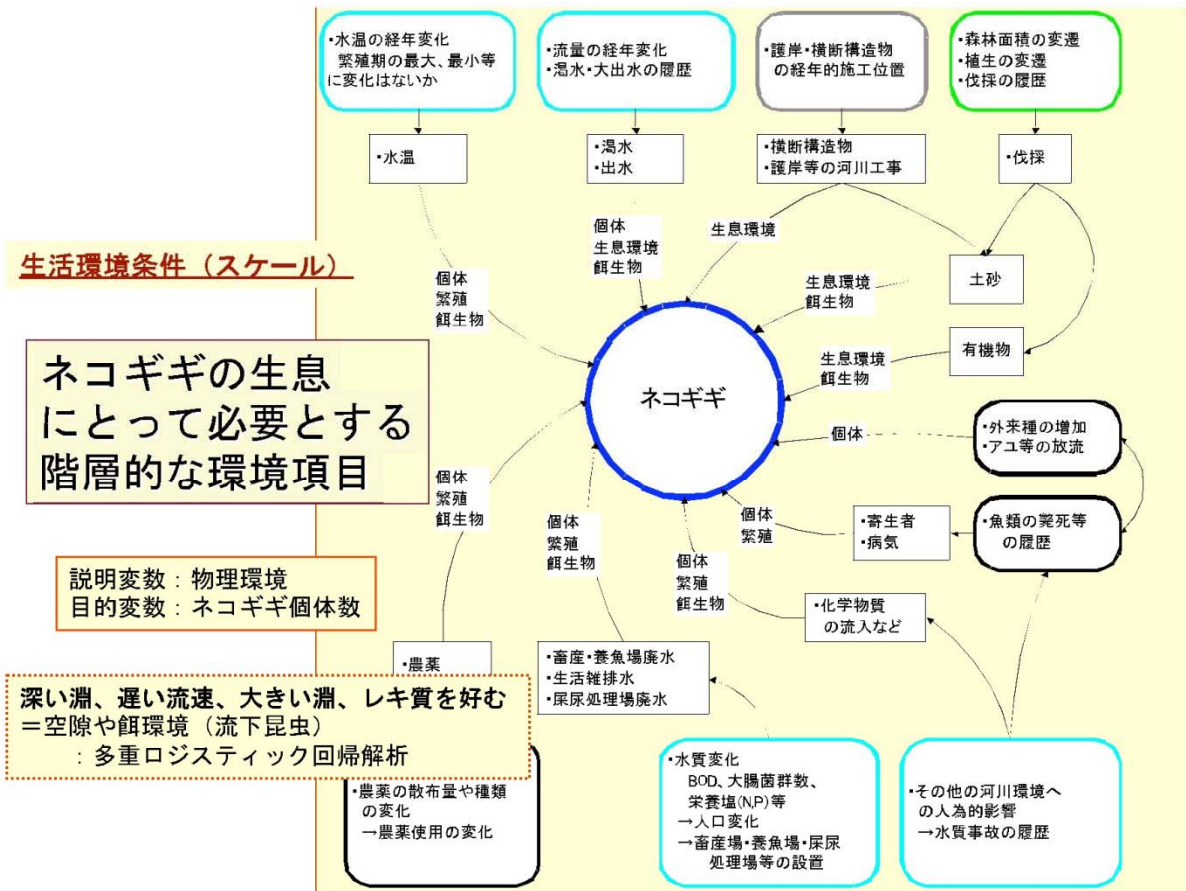 ・水温の経年変化
繁殖期の最大、最小等
に変化はないか
・流量の経年変化
・渇水・大出水の履歴
・護岸・横断構造物
の経年的施工位置
・森林面積の変遷
・植生の変遷
・伐採の履歴
・水温
・渇水
・出水
・横断構造物
・護岸等の河川工事
・伐採
個体
生息環境
餌生物
生息環境
生活環境条件（スケール）
個体
繁殖
餌生物
生息環境
餌生物
土砂
ネコギギの生息
にとって必要とする
階層的な環境項目
生息環境
餌生物
有機物
ネコギギ
個体
・外来種の増加
・アユ等の放流
個体
繁殖
餌生物
個体
繁殖
餌生物
個体
繁殖
・寄生者
・病気
・魚類の斃死等
の履歴
説明変数：物理環境
目的変数：ネコギギ個体数
個体
繁殖
餌生物
・化学物質
の流入など
・農薬
・畜産・養魚場廃水
・生活雑排水
・屎尿処理場廃水
深い淵、遅い流速、大きい淵、レキ質を好む
＝空隙や餌環境（流下昆虫）
：多重ロジスティック回帰解析
・農薬の散布量や種類
の変化
→農薬使用の変化
・水質変化
BOD、大腸菌群数、
栄養塩(N,P)等
→人口変化
→畜産場・養魚場・屎尿
処理場等の設置
・その他の河川環境へ
の人為的影響
→水質事故の履歴